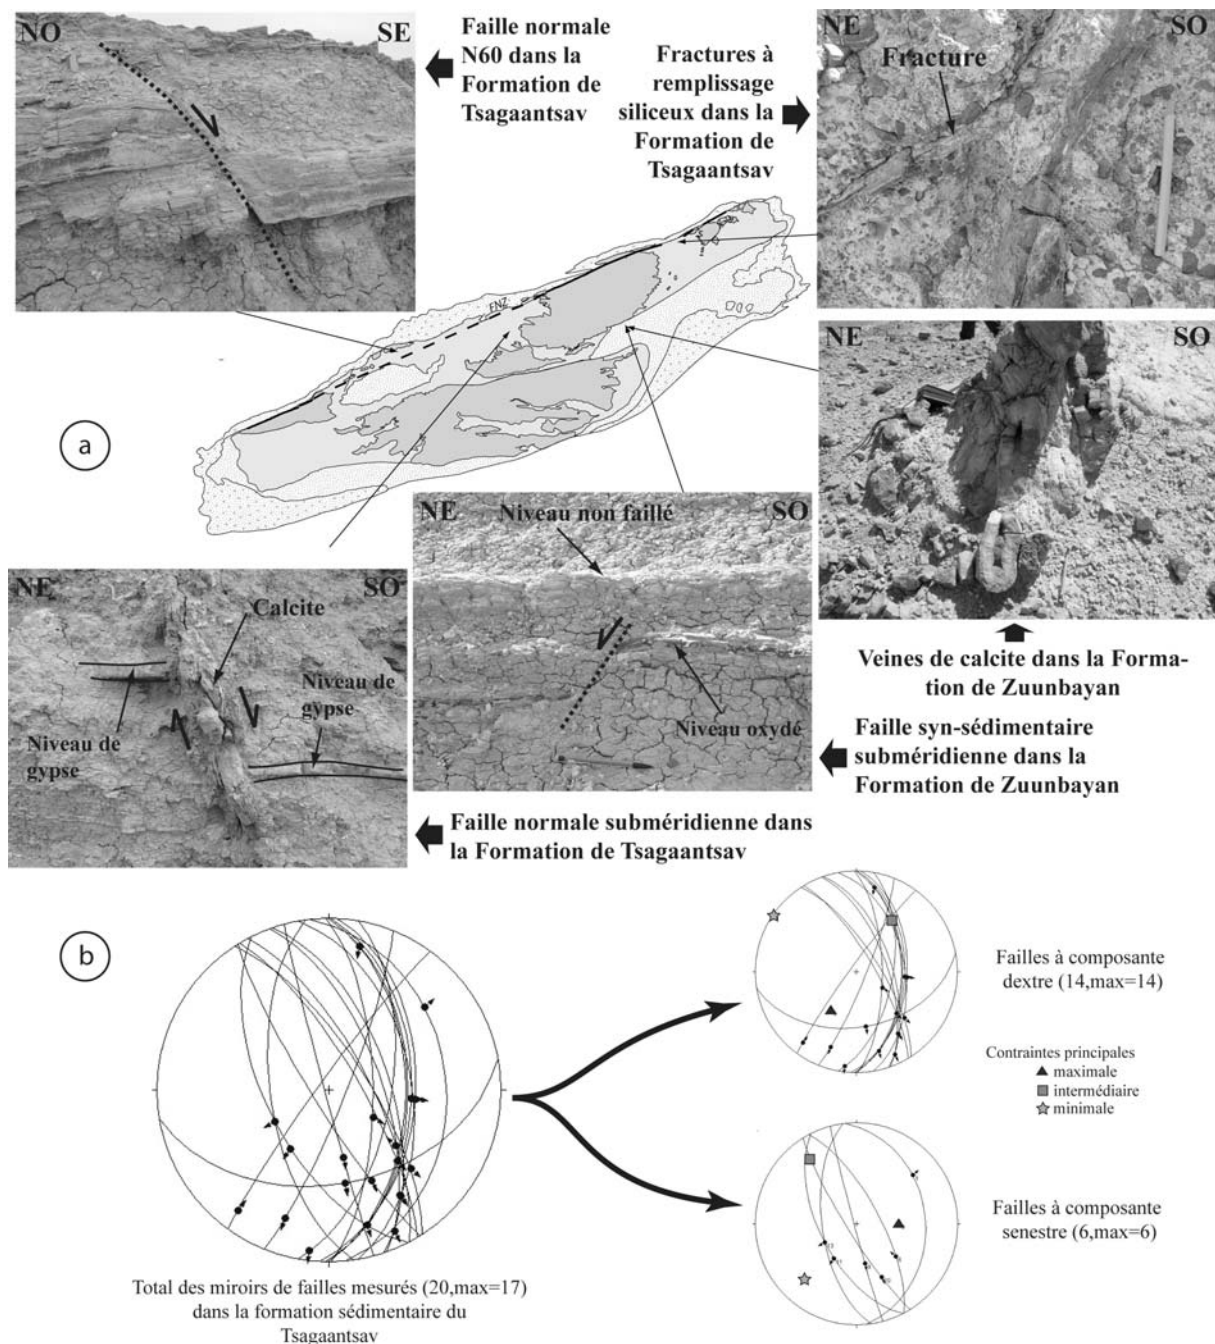 NO
SE
Faille normale
N60 dans la
Formation de
Tsagaantsav
Fractures à
remplissage
siliceux dans la
Formation de
Tsagaantsav
NE
SO
Fracture
FNZ
a
NE
SO
Veines de calcite dans la Forma-
tion de Zuunbayan
NE
SO
Niveau non faillé
Niveau oxydé
Faille syn-sédimentaire
subméridienne dans la
Formation de Zuunbayan
NE
SO
Calcite
Niveau de
gypse
Niveau de
gypse
Faille normale subméridienne dans
la Formation de Tsagaantsav
b
Total des miroirs de failles mesurés (20,max=17)
dans la formation sédimentaire du
Tsagaantsav
Failles à composante
dextre (14,max=14)
Contraintes principales
maximale
intermédiaire
minimale
Failles à composante
senestre (6,max=6)